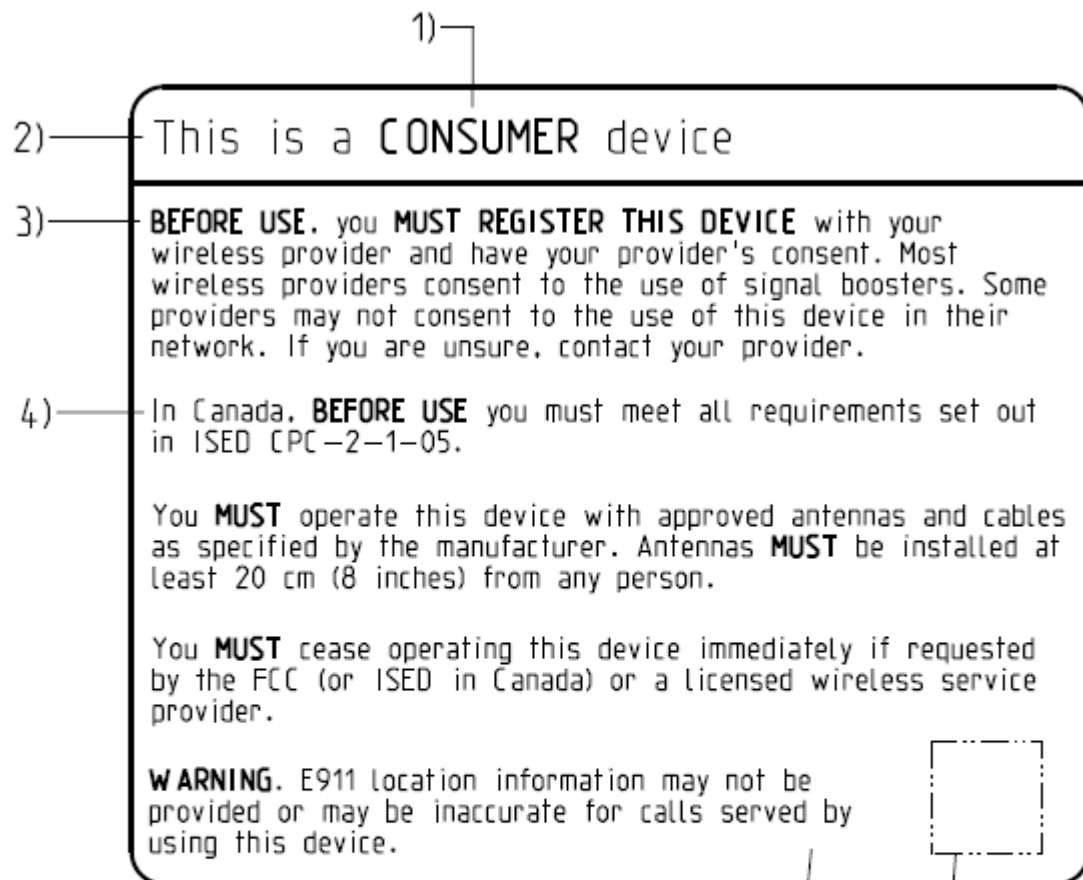 1)
2) This is a CONSUMER device
3) BEFORE USE, you MUST REGISTER THIS DEVICE with your
wireless provider and have your provider's consent. Most
wireless providers consent to the use of signal boosters. Some
providers may not consent to the use of this device in their
network. If you are unsure, contact your provider.
4) In Canada, BEFORE USE you must meet all requirements set out
in ISED CPC-2-1-05.
You MUST operate this device with approved antennas and cables
as specified by the manufacturer. Antennas MUST be installed at
least 20 cm (8 inches) from any person.
You MUST cease operating this device immediately if requested
by the FCC (or ISED in Canada) or a licensed wireless service
provider.
WARNING. E911 location information may not be
provided or may be inaccurate for calls served by
using this device.